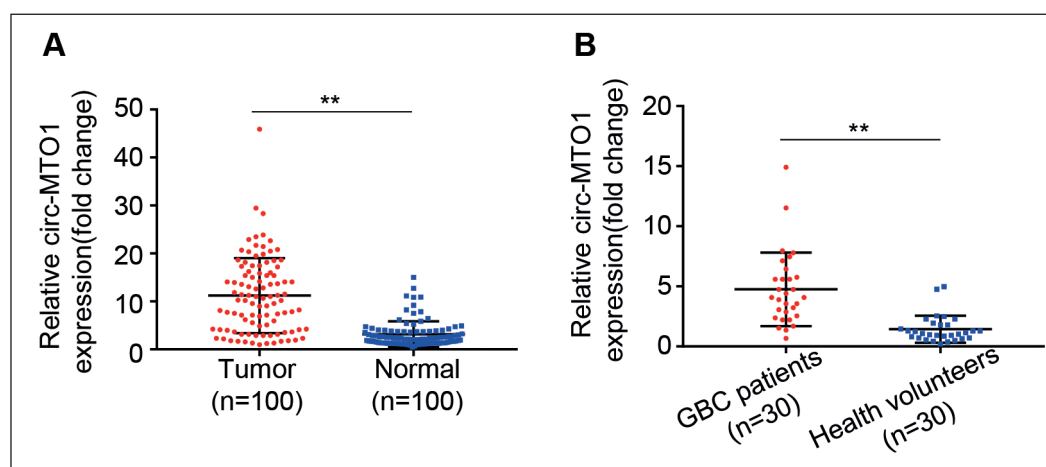 A
Relative circ-MTO1
expression(fold change)
50
40
30
20
10
0
**
Tumor
(n=100)
Normal
(n=100)
B
Relative circ-MTO1
expression(fold change)
20
15
10
5
0
**
GBC patients
(n=30)
Health volunteers
(n=30)